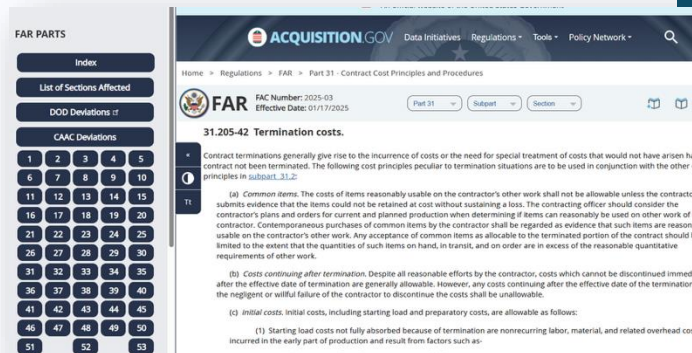 FAR PARTS
Index
List of Sections Affected
DOD Deviations
CAAC Deviations
1 2 3 4 5
6 7 8 9 10
11 12 13 14 15
16 17 18 19 20
21 22 23 24 25
26 27 28 29 30
31 32 33 34 35
36 37 38 39 40
41 42 43 44 45
46 47 48 49 50
51 52 53
ACQUISITION.GOV Data Initiatives Regulations Tools Policy Network
Home > Regulations > FAR > Part 31 - Contract Cost Principles and Procedures
FAR
FAC Number: 2025-03
Effective Date: 01/17/2025
Part 31 Subpart Section
«
Tt
31.205-42 Termination costs.
Contract terminations generally give rise to the incurrence of costs or the need for special treatment of costs that would not have arisen ha
contract not been terminated. The following cost principles peculiar to termination situations are to be used in conjunction with the other
principles in subpart 31.2:
(a) Common items. The costs of items reasonably usable on the contractor's other work shall not be allowable unless the contracto
submits evidence that the items could not be retained at cost without sustaining a loss. The contracting officer should consider the
contractor's plans and orders for current and planned production when determining if items can reasonably be used on other work of
contractor. Contemporaneous purchases of common items by the contractor shall be regarded as evidence that such items are reason
usable on the contractor's other work. Any acceptance of common items as allocable to the terminated portion of the contract should
limited to the extent that the quantities of such items on hand, in transit, and on order are in excess of the reasonable quantitative
requirements of other work.
(b) Costs continuing after termination. Despite all reasonable efforts by the contractor, costs which cannot be discontinued immed
after the effective date of termination are generally allowable. However, any costs continuing after the effective date of the termination
the negligent or willful failure of the contractor to discontinue the costs shall be unallowable.
(c) Initial costs. Initial costs, including starting load and preparatory costs, are allowable as follows:
(1) Starting load costs not fully absorbed because of termination are nonrecurring labor, material, and related overhead cos
incurred in the early part of production and result from factors such as-